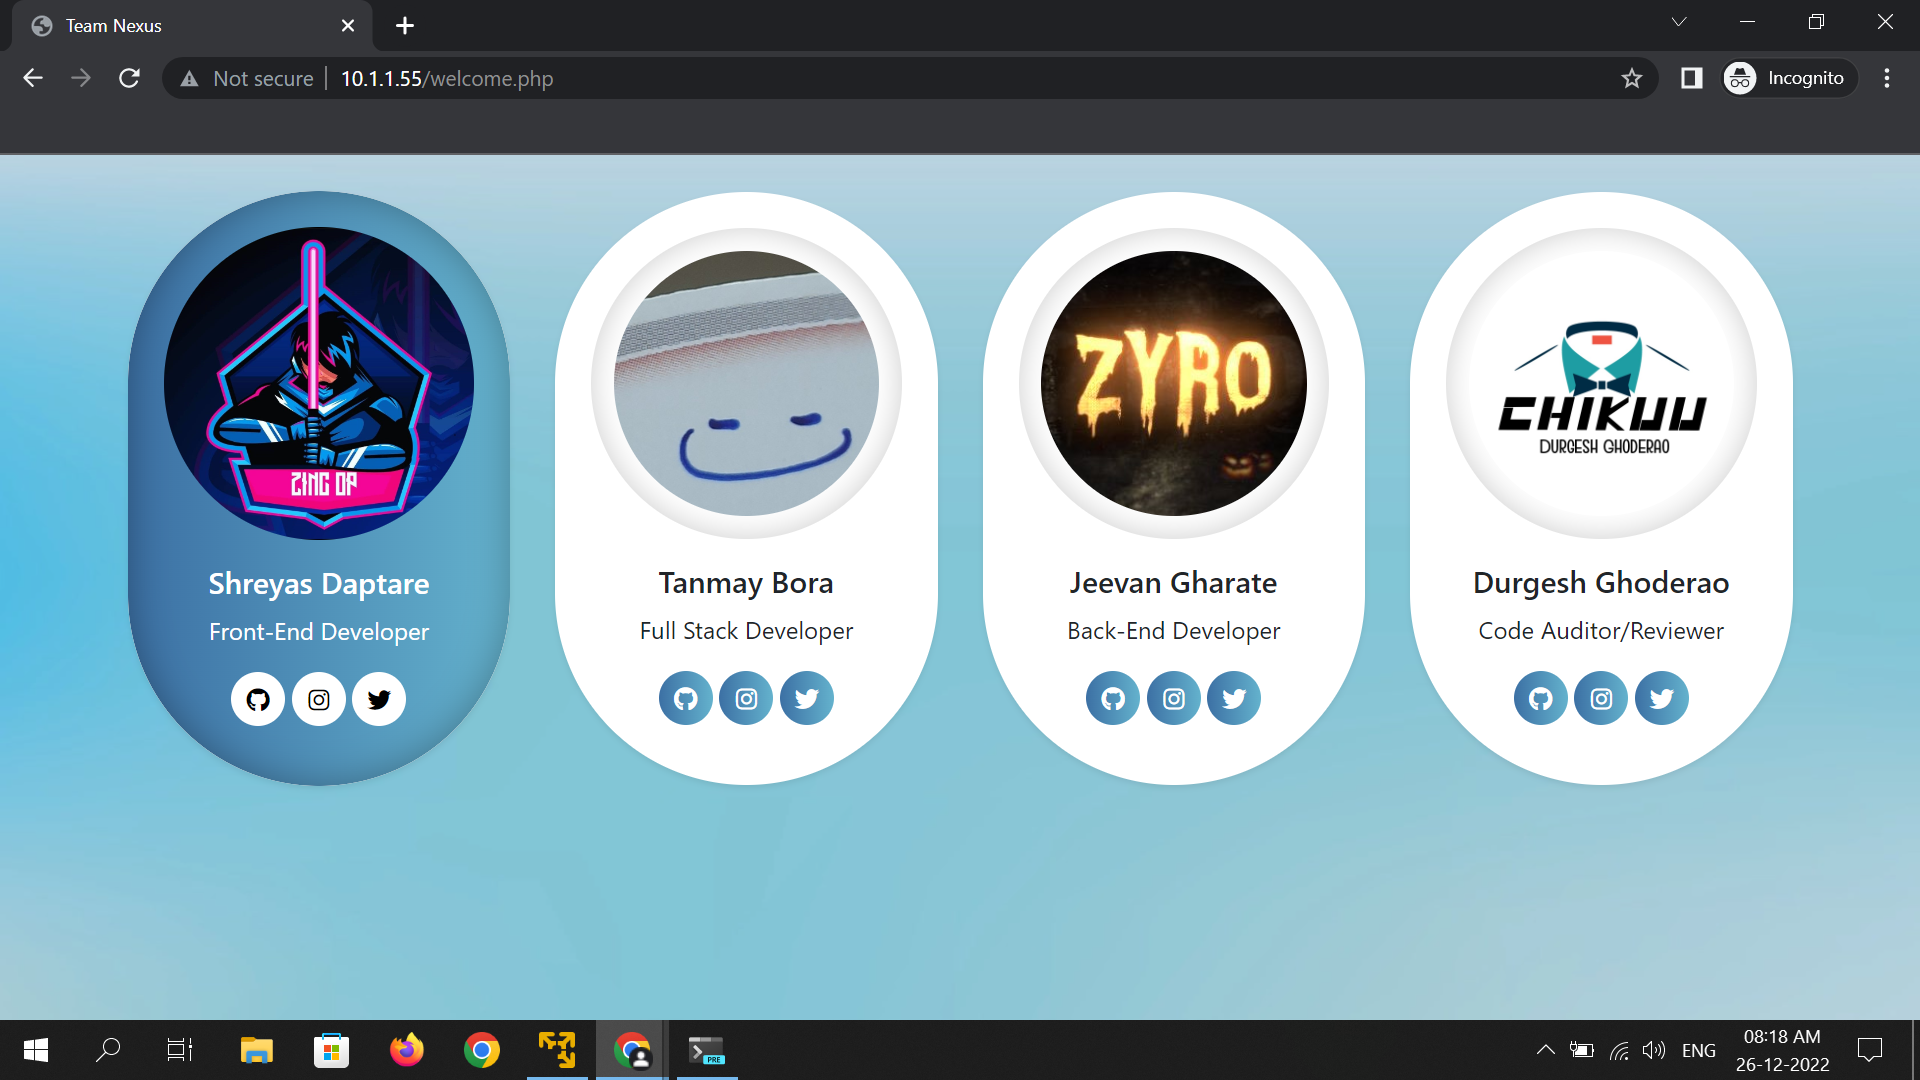 Team Nexus
Not secure
10.1.1.55/welcome.php
Incognito
ZING OP
Shreyas Daptare
Front-End Developer
Tanmay Bora
Full Stack Developer
ZYRO
Jeevan Gharate
Back-End Developer
CHIKUU
DURGESH GHODERAO
Durgesh Ghoderao
Code Auditor/Reviewer
PRE
ENG
08:18 AM
26-12-2022